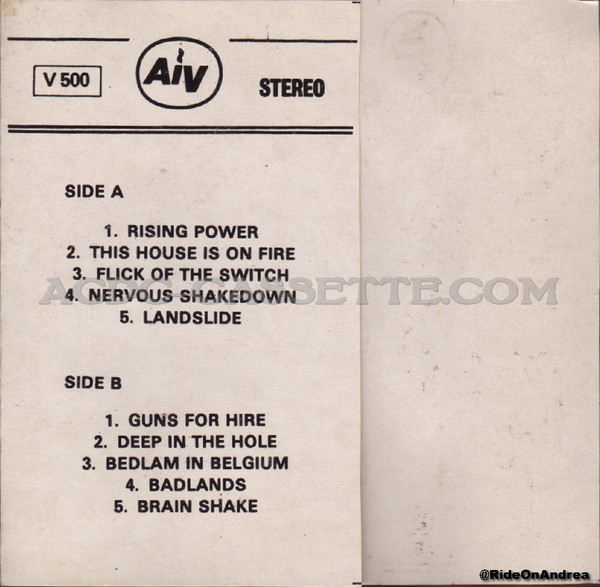 V 500
AiV
STEREO
SIDE A
1. RISING POWER
2. THIS HOUSE IS ON FIRE
3. FLICK OF THE SWITCH
ACDC-CASSETTE.COM
4. NERVOUS SHAKEDOWN
5. LANDSLIDE
SIDE B
1. GUNS FOR HIRE
2. DEEP IN THE HOLE
3. BEDLAM IN BELGIUM
4. BADLANDS
5. BRAIN SHAKE
@RideOnAndrea